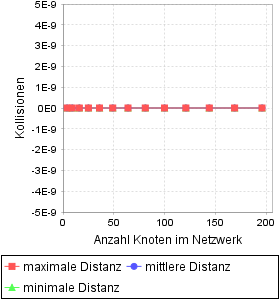 5E-9
4E-9
3E-9
2E-9
1E-9
0E0
-1E-9
-2E-9
-3E-9
-4E-9
-5E-9
Kollisionen
0 50 100 150 200
Anzahl Knoten im Netzwerk
maximale Distanz mittlere Distanz
minimale Distanz